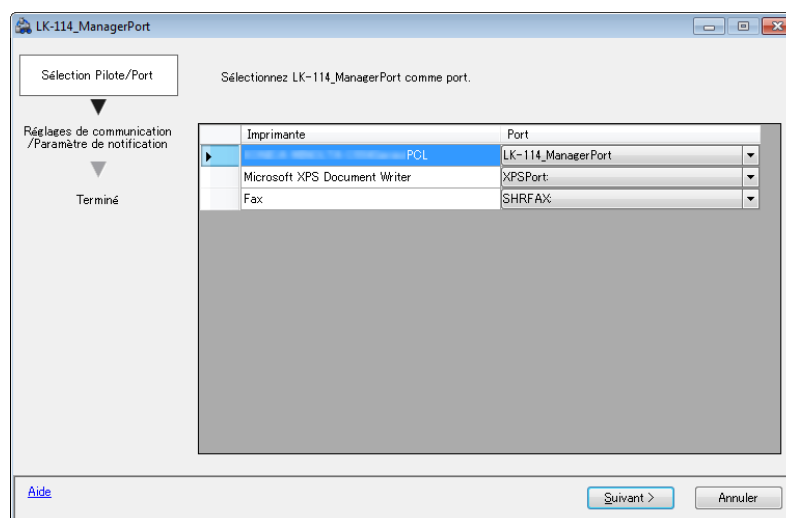 LK-114_ManagerPort
Sélection Pilote/Port
Sélectionnez LK-114_ManagerPort comme port.
Réglages de communication
/Paramètre de notification
Terminé
Imprimante Port
PCL LK-114_ManagerPort
Microsoft XPS Document Writer XPSPort:
Fax SHRFAX:
Aide
Suivant >
Annuler